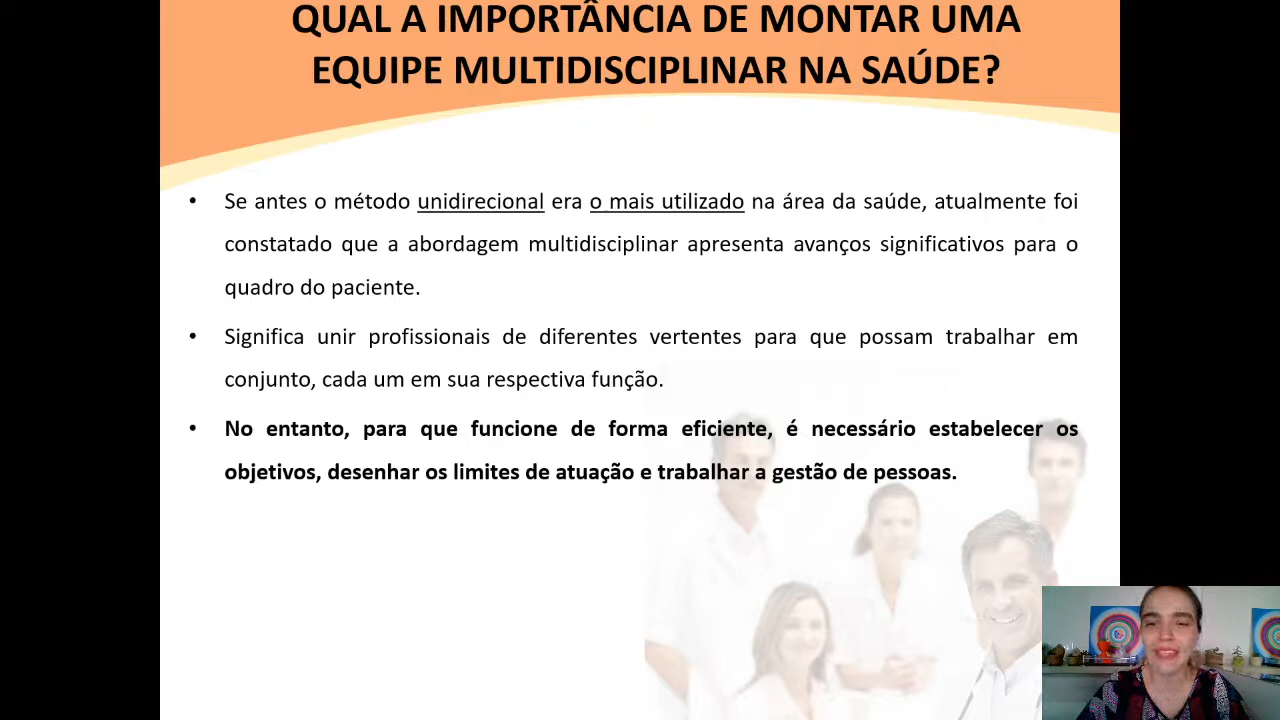 QUAL A IMPORTÂNCIA DE MONTAR UMA
EQUIPE MULTIDISCIPLINAR NA SAÚDE?
• Se antes o método unidirecional era o mais utilizado na área da saúde, atualmente foi
constatado que a abordagem multidisciplinar apresenta avanços significativos para o
quadro do paciente.
• Significa unir profissionais de diferentes vertentes para que possam trabalhar em
conjunto, cada um em sua respectiva função.
• No entanto, para que funcione de forma eficiente, é necessário estabelecer os
objetivos, desenhar os limites de atuação e trabalhar a gestão de pessoas.